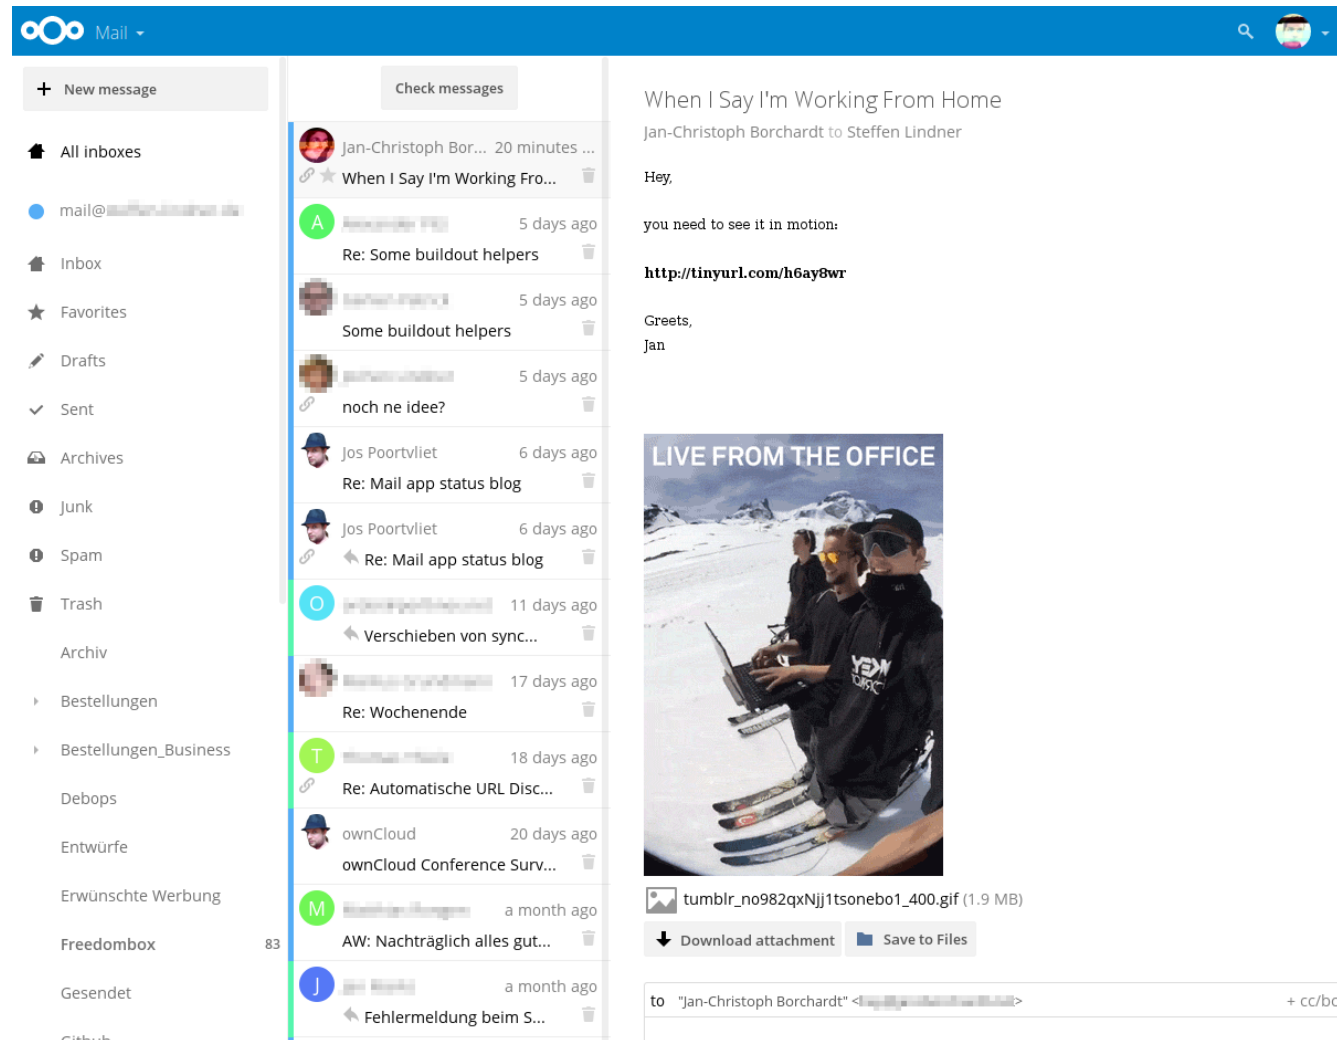 Mail
New message
All inboxes
mail@
Inbox
Favorites
Drafts
Sent
Archives
Junk
Spam
Trash
Archiv
Bestellungen
Bestellungen_Business
Debops
Entwürfe
Erwünschte Werbung
Freedombox 83
Gesendet
Github
Check messages
Jan-Christoph Bor... 20 minutes ...
When I Say I'm Working Fro...
A
5 days ago
Re: Some buildout helpers
5 days ago
Some buildout helpers
5 days ago
noch ne idee?
Jos Poortvliet 6 days ago
Re: Mail app status blog
Jos Poortvliet 6 days ago
Re: Mail app status blog
O
11 days ago
Verschieben von sync...
17 days ago
Re: Wochenende
T
18 days ago
Re: Automatische URL Disc...
ownCloud 20 days ago
ownCloud Conference Surv...
M
a month ago
AW: Nachträglich alles gut...
J
a month ago
Fehlermeldung beim S...
When I Say I'm Working From Home
Jan-Christoph Borchardt to Steffen Lindner
Hey,
you need to see it in motion:
http://tinyurl.com/h6ay8wr
Greets,
Jan
LIVE FROM THE OFFICE
tumblr_no982qxNjj1tsonebo1_400.gif (1.9 MB)
Download attachment
Save to Files
to "Jan-Christoph Borchardt" < >
+ cc/bc